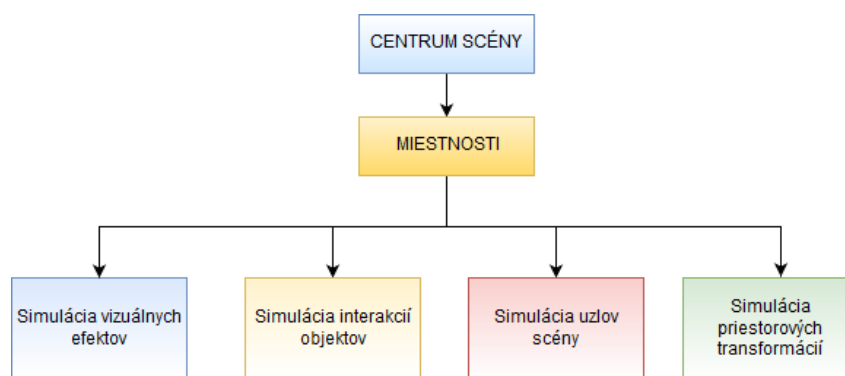 CENTRUM SCÉNY
MIESTNOSTI
Simulácia vizuálnych
efektov
Simulácia interakcií
objektov
Simulácia uzlov
scény
Simulácia
priestorových
transformácií